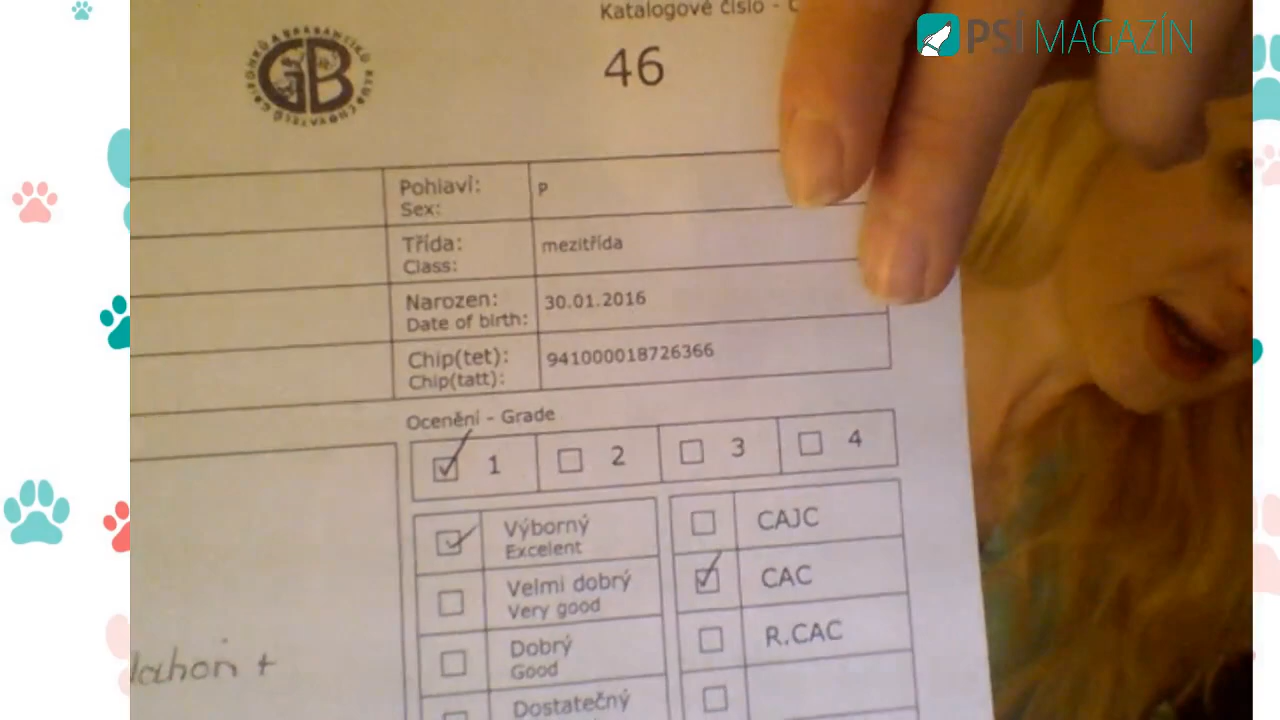 Katalogové číslo -
PSÍ MAGAZÍN
46
GB
Pohlaví:
Sex:
P
Třída:
Class:
mezitřída
Narozen:
Date of birth:
30.01.2016
Chip(tet):
Chip(tatt):
941000018726366
Ocenění - Grade
1
2
3
4
Výborný
Excelent
CAJC
Velmi dobrý
Very good
CAC
Dobrý
Good
R.CAC
Dostatečný